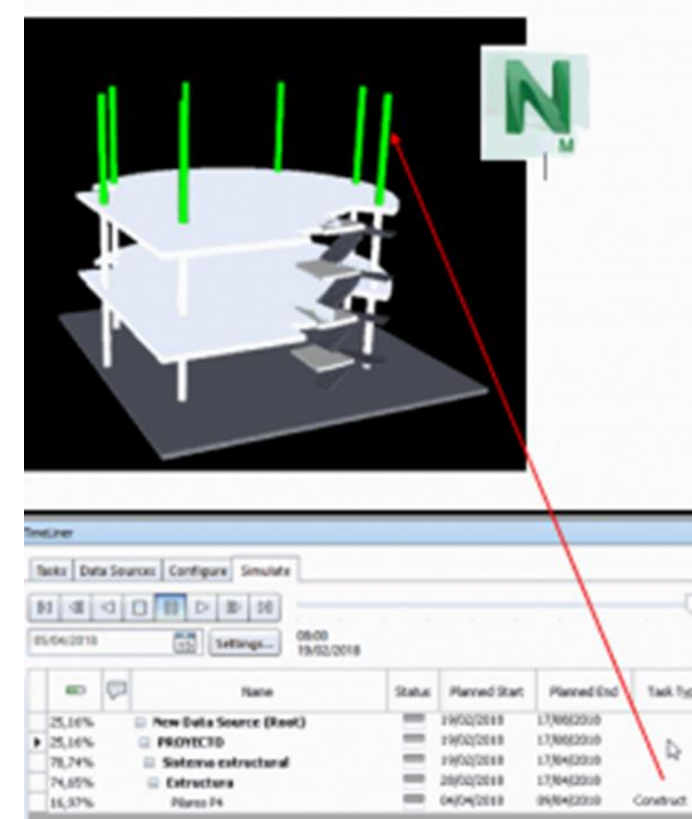 N
M
TimeLiner
Tasks Data Sources Configure Simulate
05/04/2018 Settings... 08:00
19/02/2018
Name Status Planned Start Planned End Task Typ
25,16% New Data Source (Root) 19/02/2018 17/08/2018
25,16% PROYECTO 19/02/2018 17/08/2018
78,74% Sistema estructural 19/02/2018 17/04/2018
74,65% Estructura 28/02/2018 17/04/2018
16,97% Pilares P4 04/04/2018 09/04/2018 Construct